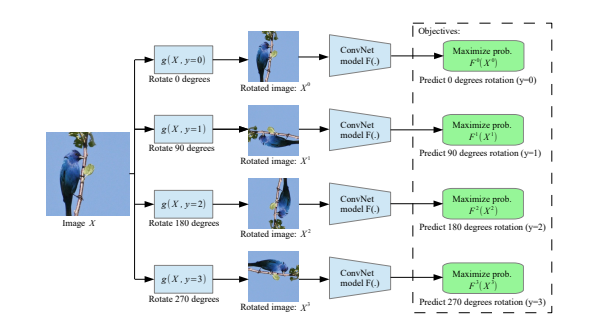 Objectives:
g(X, y=0)
Rotate 0 degrees
Rotated image: X⁰
ConvNet
model F(.)
Maximize prob.
F⁰(X⁰)
Predict 0 degrees rotation (y=0)
g(X, y=1)
Rotate 90 degrees
Rotated image: X¹
ConvNet
model F(.)
Maximize prob.
F¹(X¹)
Predict 90 degrees rotation (y=1)
Image X
g(X, y=2)
Rotate 180 degrees
Rotated image: X²
ConvNet
model F(.)
Maximize prob.
F²(X²)
Predict 180 degrees rotation (y=2)
g(X, y=3)
Rotate 270 degrees
Rotated image: X³
ConvNet
model F(.)
Maximize prob.
F³(X³)
Predict 270 degrees rotation (y=3)